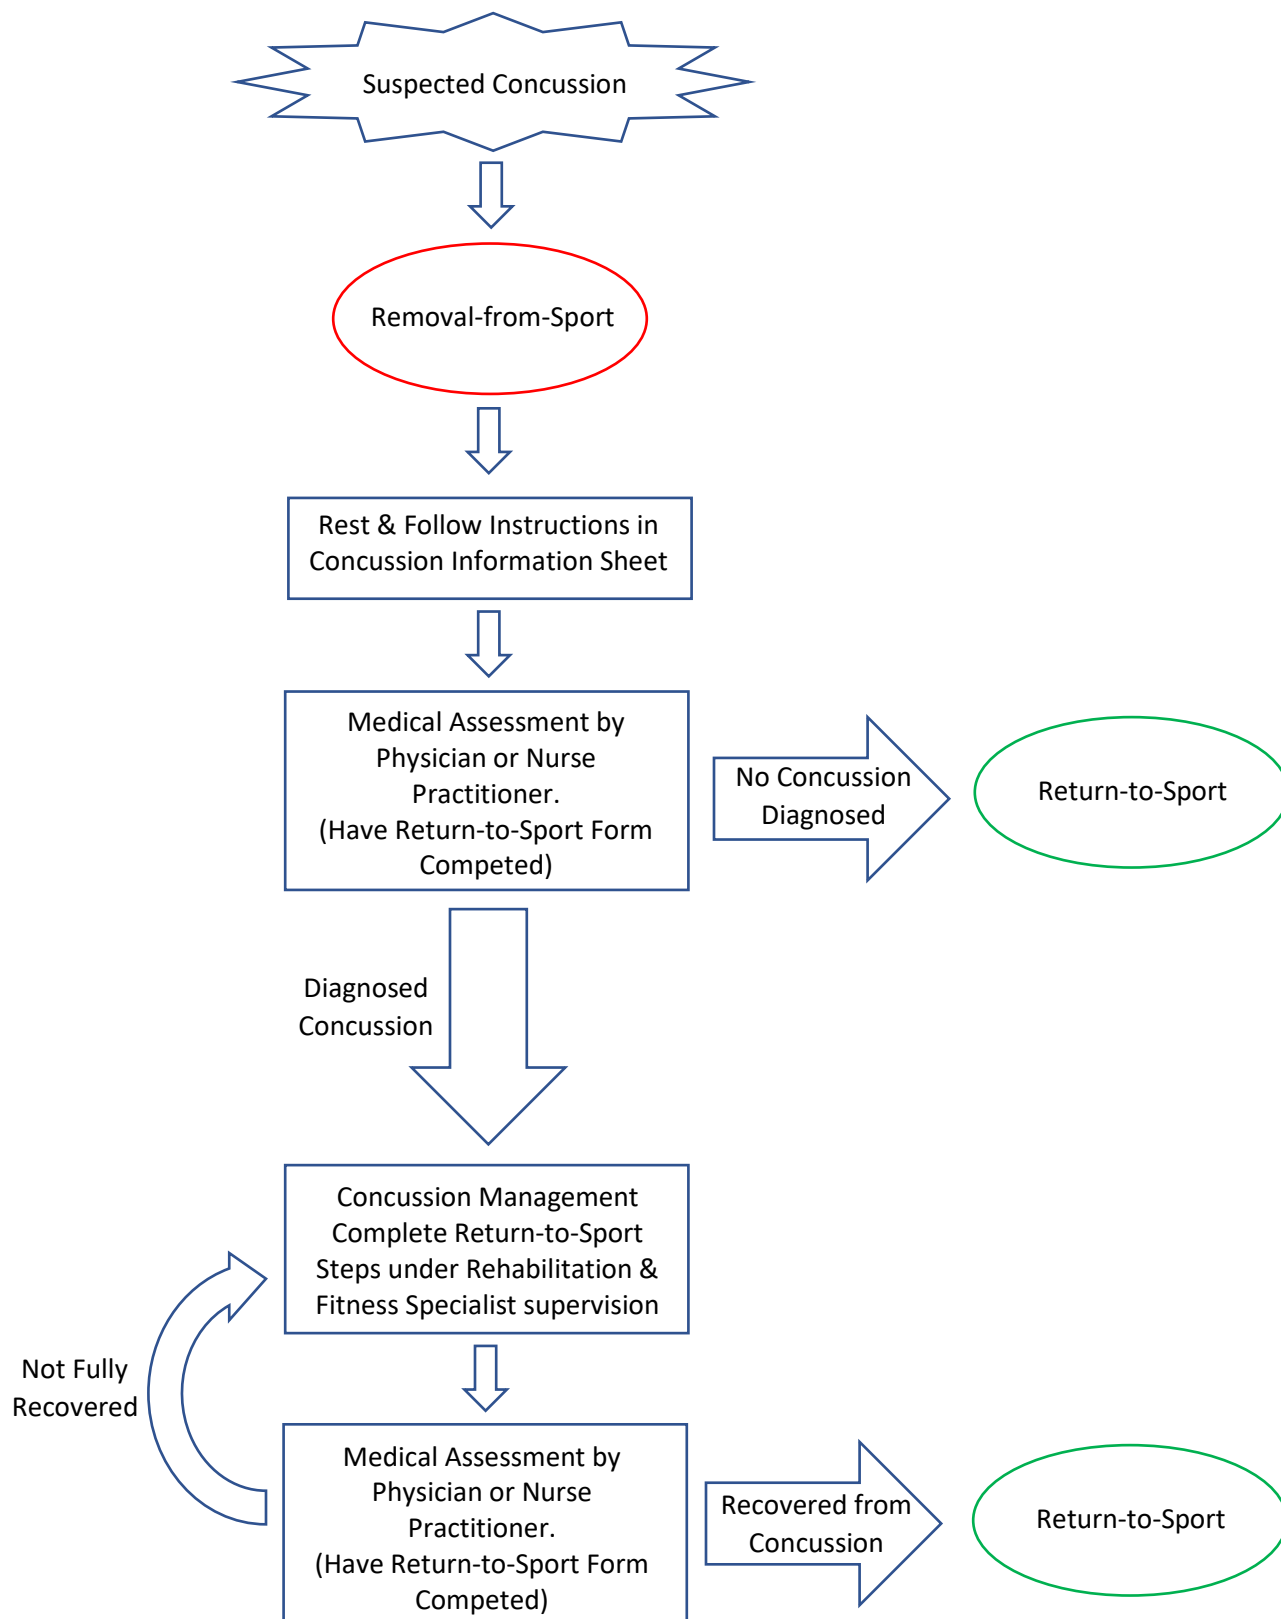 Suspected Concussion
Removal-from-Sport
Rest & Follow Instructions in
Concussion Information Sheet
Medical Assessment by
Physician or Nurse
Practitioner.
(Have Return-to-Sport Form
Competed)
No Concussion
Diagnosed
Return-to-Sport
Diagnosed
Concussion
Concussion Management
Complete Return-to-Sport
Steps under Rehabilitation &
Fitness Specialist supervision
Not Fully
Recovered
Medical Assessment by
Physician or Nurse
Practitioner.
(Have Return-to-Sport Form
Competed)
Recovered from
Concussion
Return-to-Sport